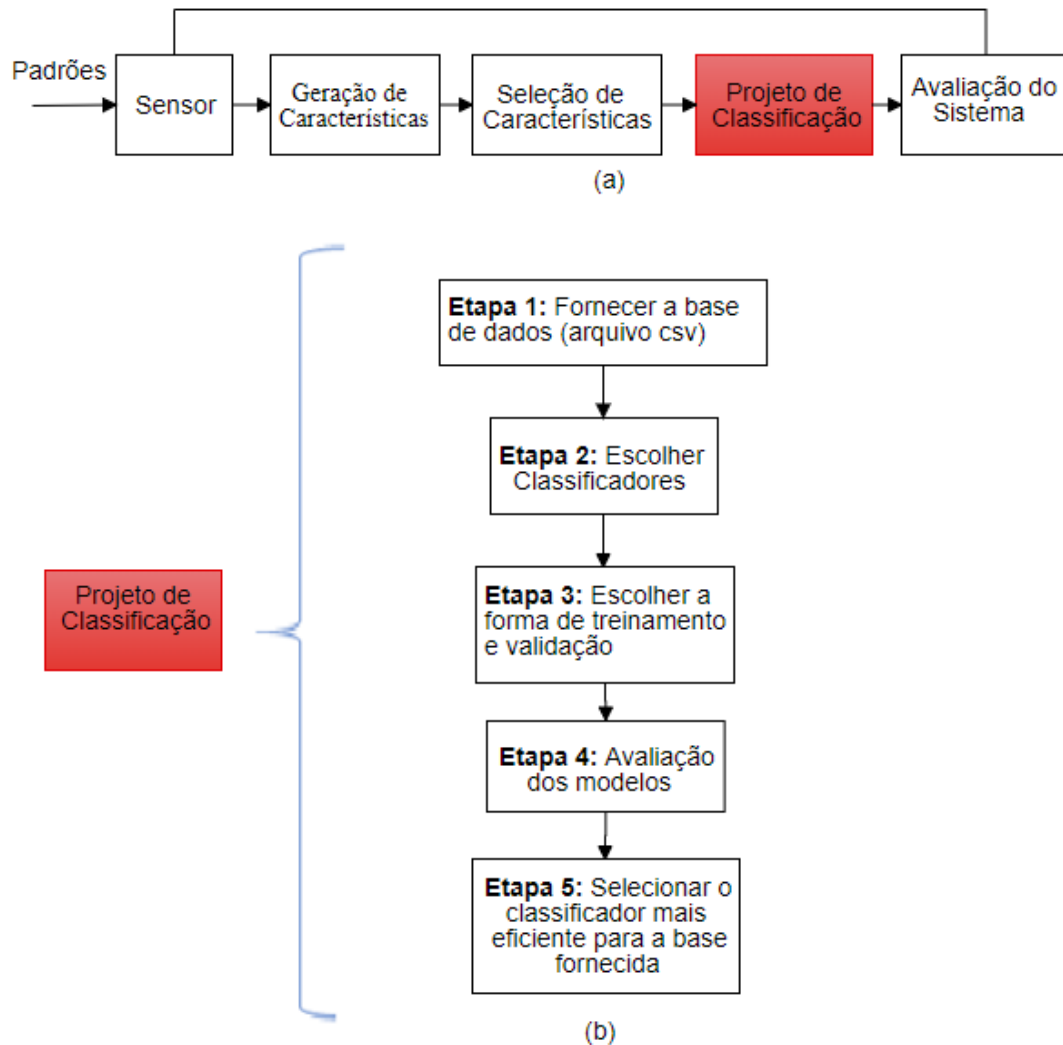 Padrões
Sensor
Geração de
Características
Seleção de
Características
Projeto de
Classificação
Avaliação do
Sistema
(a)
Etapa 1: Fornecer a base
de dados (arquivo csv)
Etapa 2: Escolher
Classificadores
Projeto de
Classificação
Etapa 3: Escolher a
forma de treinamento
e validação
Etapa 4: Avaliação
dos modelos
Etapa 5: Selecionar o
classificador mais
eficiente para a base
fornecida
(b)